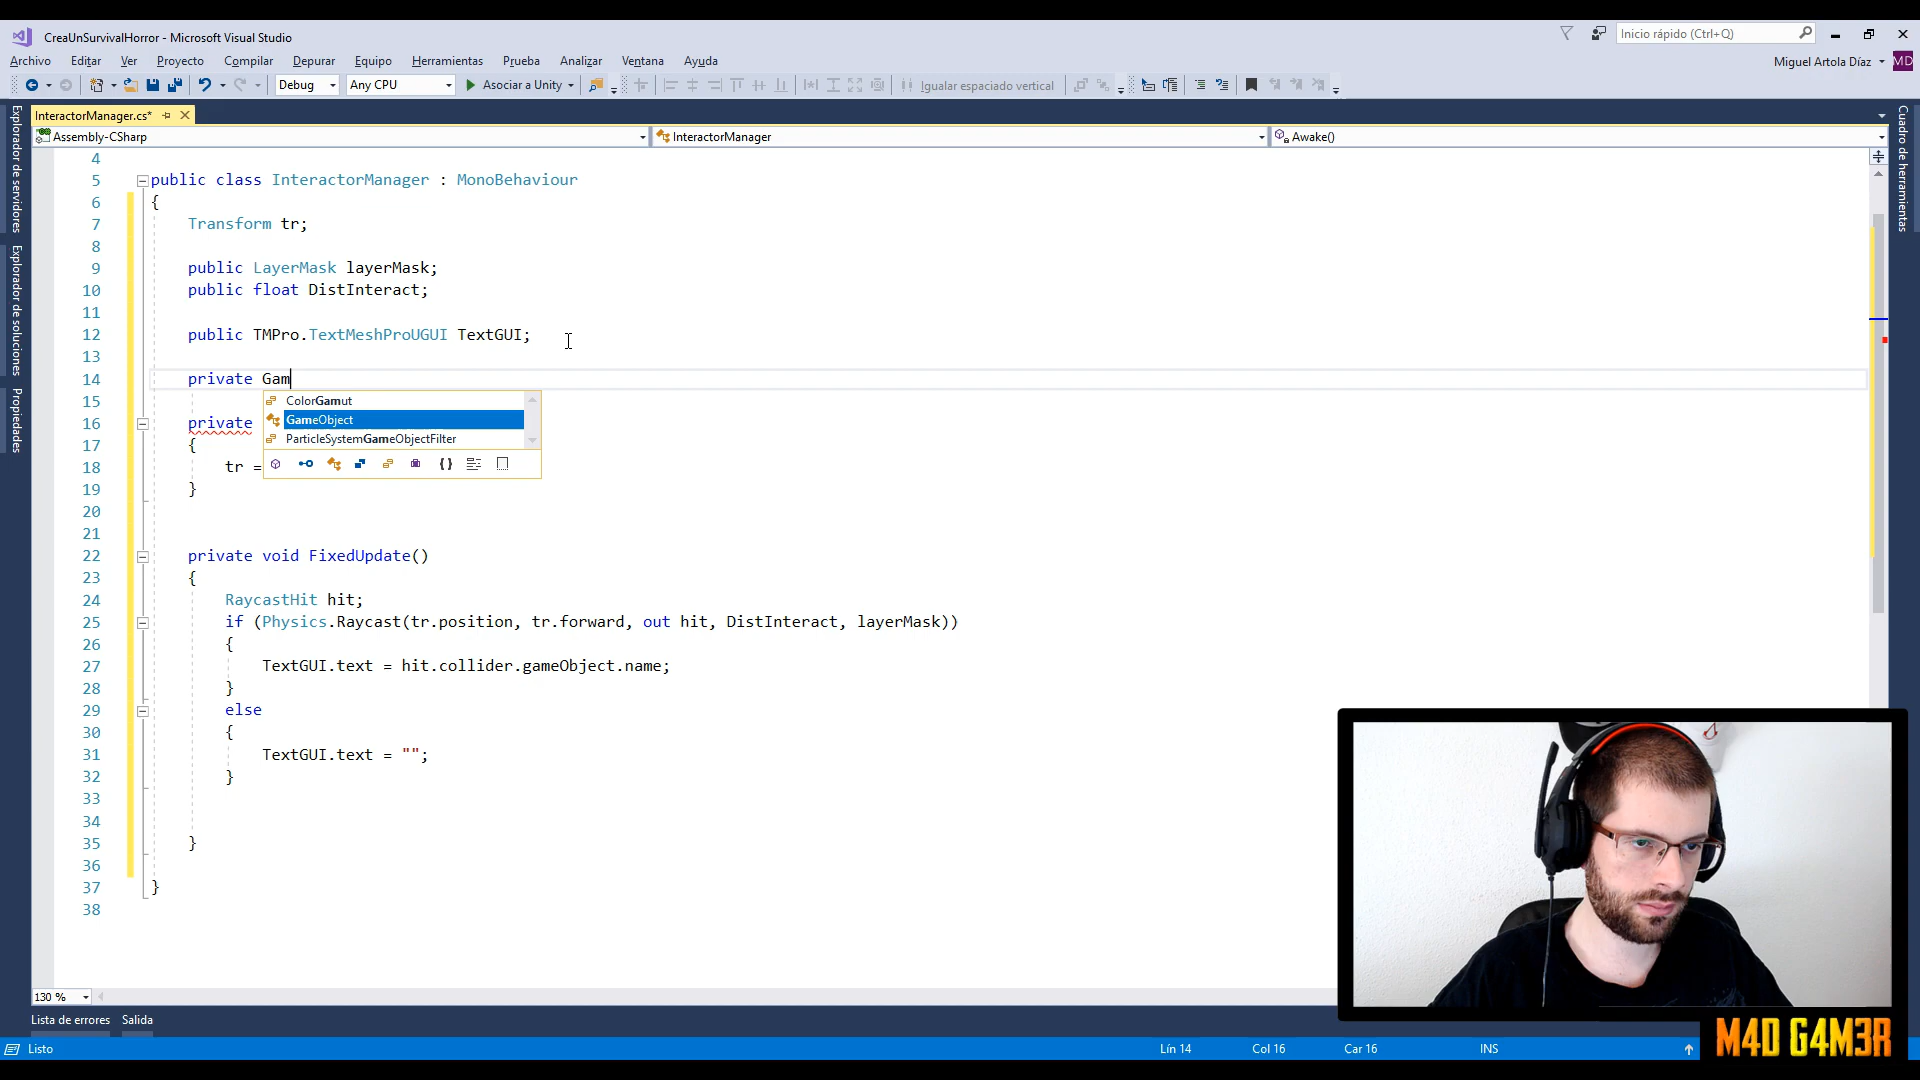 CreaUnSurvivalHorror - Microsoft Visual Studio
Inicio rápido (Ctrl+Q)
Archivo Editar Ver Proyecto Compilar Depurar Equipo Herramientas Prueba Analizar Ventana Ayuda
Miguel Artola Díaz MD
Debug Any CPU Asociar a Unity Igualar espaciado vertical
InteractorManager.cs*
Assembly-CSharp InteractorManager Awake()
Explorador de servidores
Explorador de soluciones
Propiedades
Cuadro de herramientas
4
5 public class InteractorManager : MonoBehaviour
6 {
7 Transform tr;
8
9 public LayerMask layerMask;
10 public float DistInteract;
11
12 public TMPro.TextMeshProUGUI TextGUI;
13
14 private Gam
15
ColorGamut
GameObject
ParticleSystemGameObjectFilter
{ }
16 private
17 {
18 tr =
19 }
20
21
22 private void FixedUpdate()
23 {
24 RaycastHit hit;
25 if (Physics.Raycast(tr.position, tr.forward, out hit, DistInteract, layerMask))
26 {
27 TextGUI.text = hit.collider.gameObject.name;
28 }
29 else
30 {
31 TextGUI.text = "";
32 }
33
34
35 }
36
37 }
38
130 %
Lista de errores Salida
Listo Lín 14 Col 16 Car 16 INS
M4D G4M3R